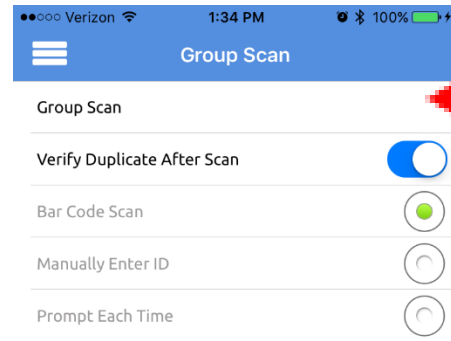 Verizon 1:34 PM 100%
Group Scan
Group Scan
Verify Duplicate After Scan
Bar Code Scan
Manually Enter ID
Prompt Each Time